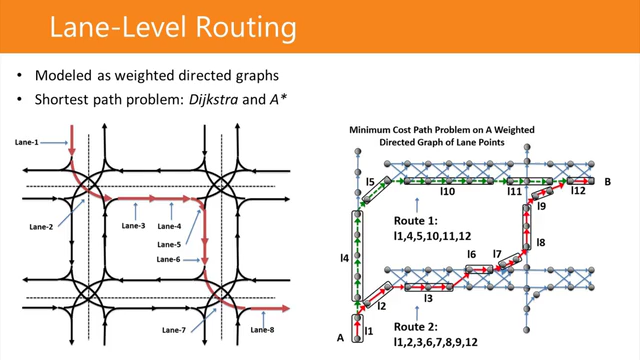 Lane-Level Routing
• Modeled as weighted directed graphs
• Shortest path problem: Dijkstra and A*
Lane-1
Lane-2
Lane-3
Lane-4
Lane-5
Lane-6
Lane-7
Lane-8
Minimum Cost Path Problem on A Weighted
Directed Graph of Lane Points
l5
l10
l11
l12
B
l9
Route 1:
l1,4,5,10,11,12
l4
l6
l7
l8
l2
l3
A
l1
Route 2:
l1,2,3,6,7,8,9,12